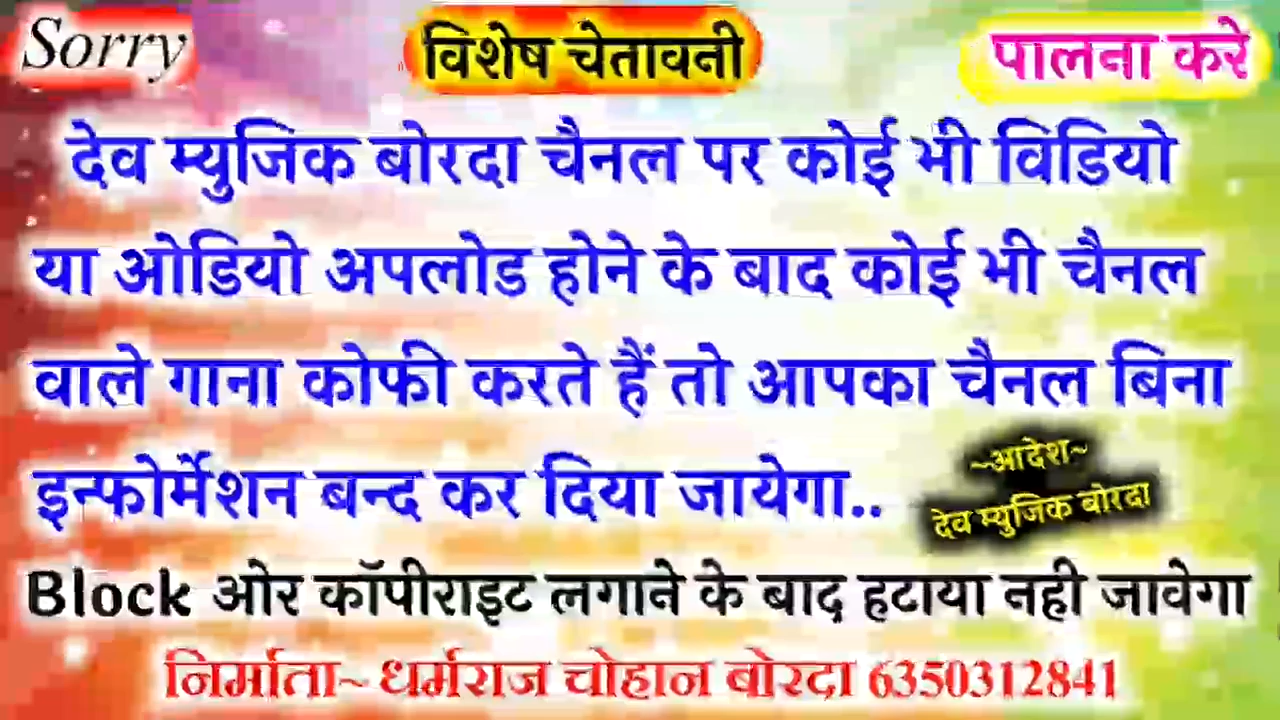 Sorry विशेष चेतावनी पालना करे
देव म्युजिक बोरदा चैनल पर कोई भी विडियो
या ओडियो अपलोड होने के बाद कोई भी चैनल
वाले गाना कोफी करते हैं तो आपका चैनल बिना
इन्फोर्मेशन बन्द कर दिया जायेगा..
~आदेश~
देव म्युजिक बोरदा
Block ओर कॉपीराइट लगाने के बाद हटाया नही जावेगा
निर्माता~ धर्मराज चोहान बोरदा 6350312841